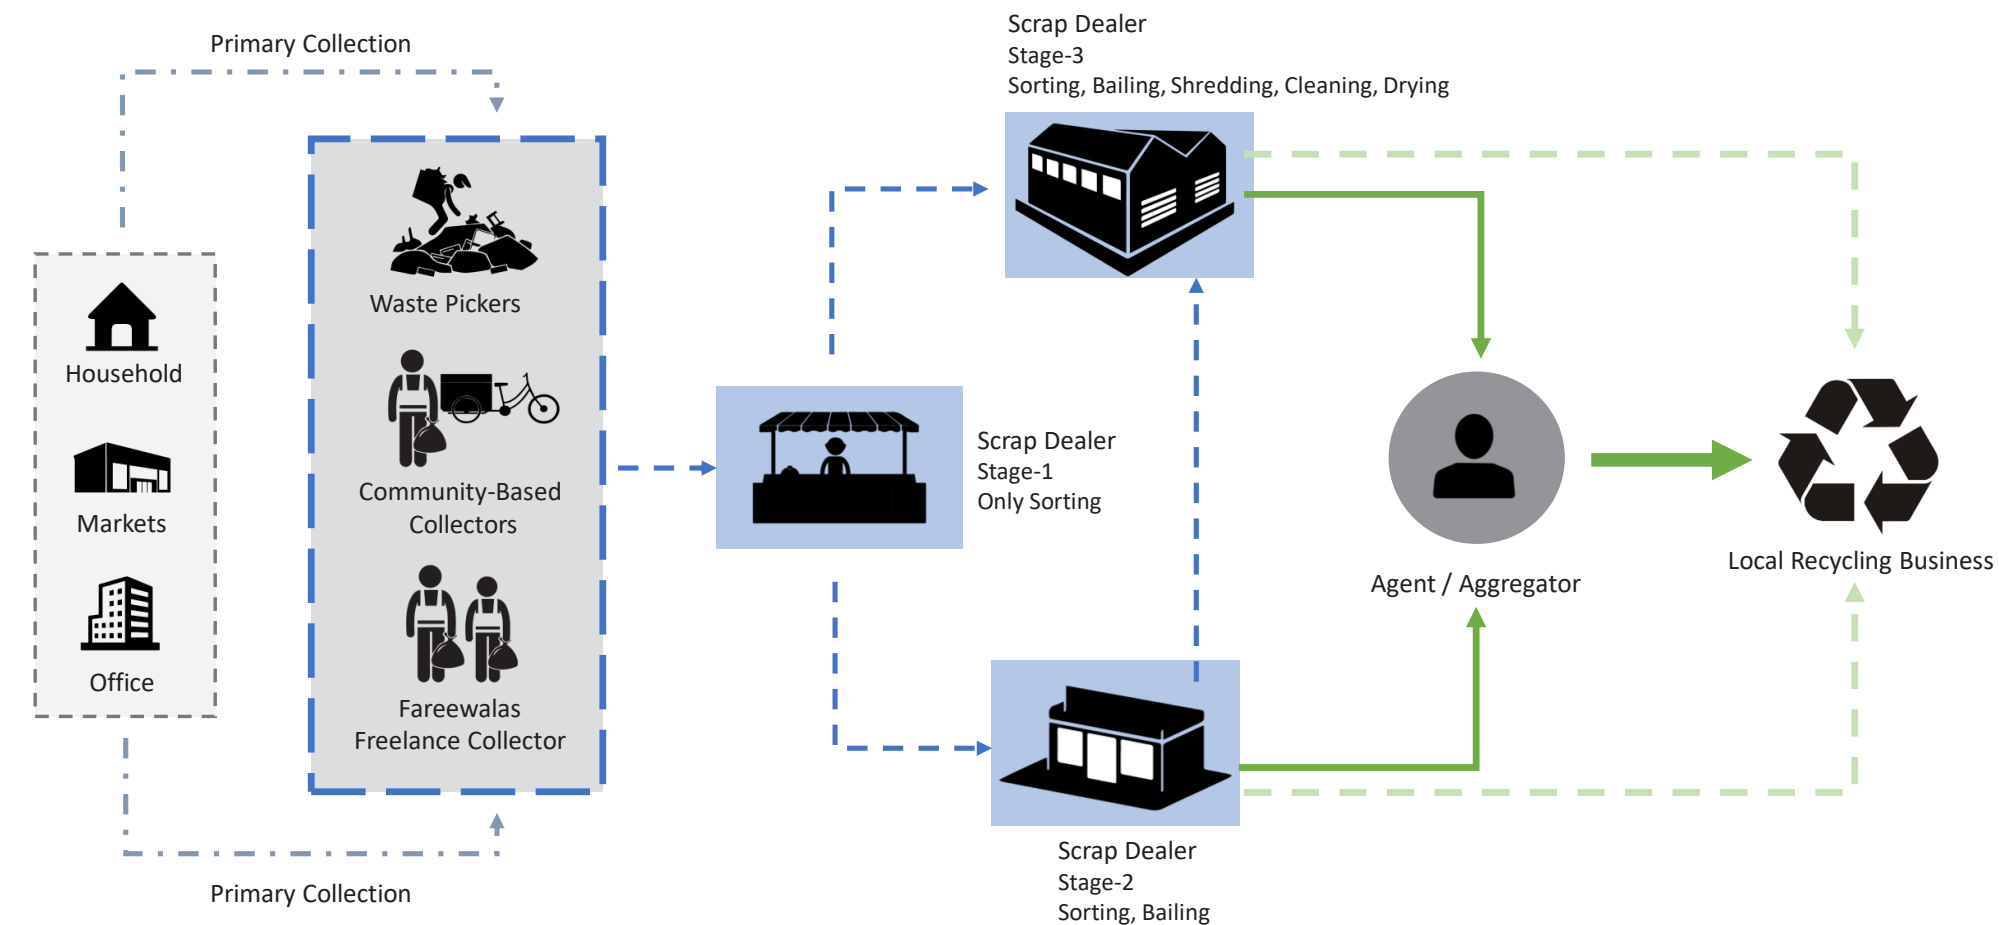 Primary Collection
Household
Markets
Office
Primary Collection
Waste Pickers
Community-Based
Collectors
Fareewalas
Freelance Collector
Scrap Dealer
Stage-1
Only Sorting
Scrap Dealer
Stage-3
Sorting, Bailing, Shredding, Cleaning, Drying
Scrap Dealer
Stage-2
Sorting, Bailing
Agent / Aggregator
Local Recycling Business